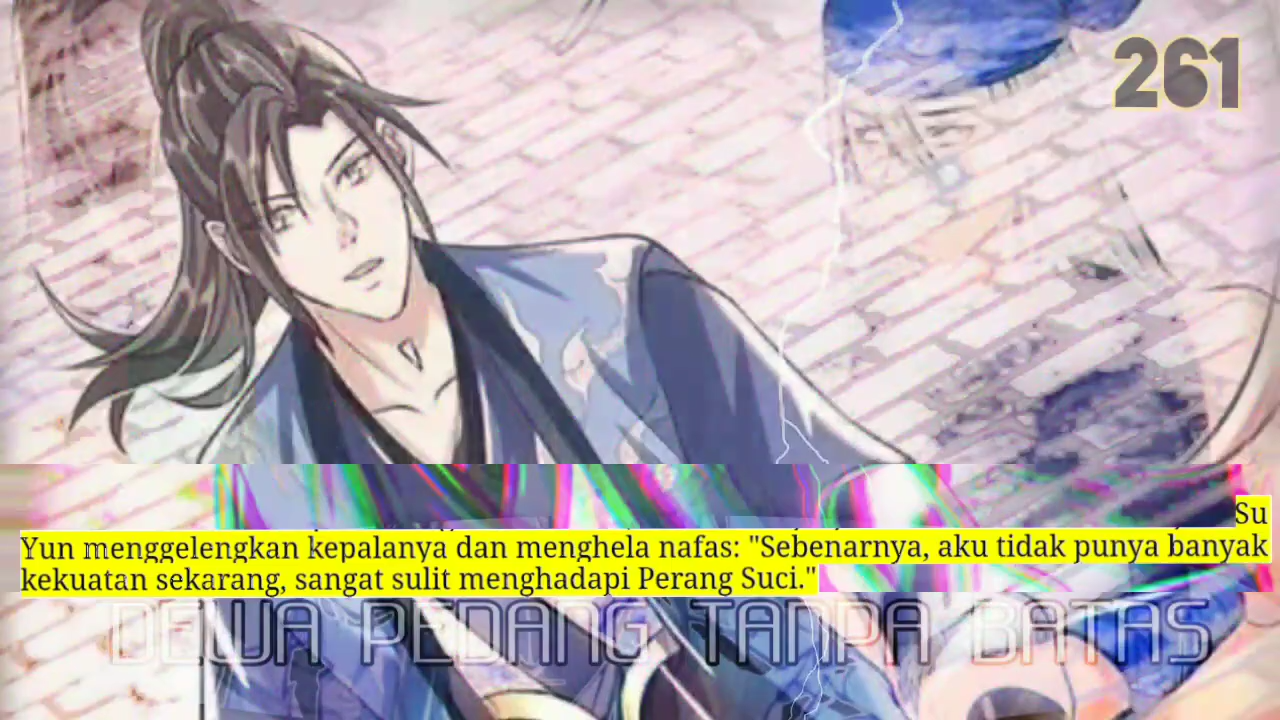 261
Su
Yun menggelengkan kepalanya dan menghela nafas: "Sebenarnya, aku tidak punya banyak
kekuatan sekarang, sangat sulit menghadapi Perang Suci."
DEWA PEDANG TANPA BATAS